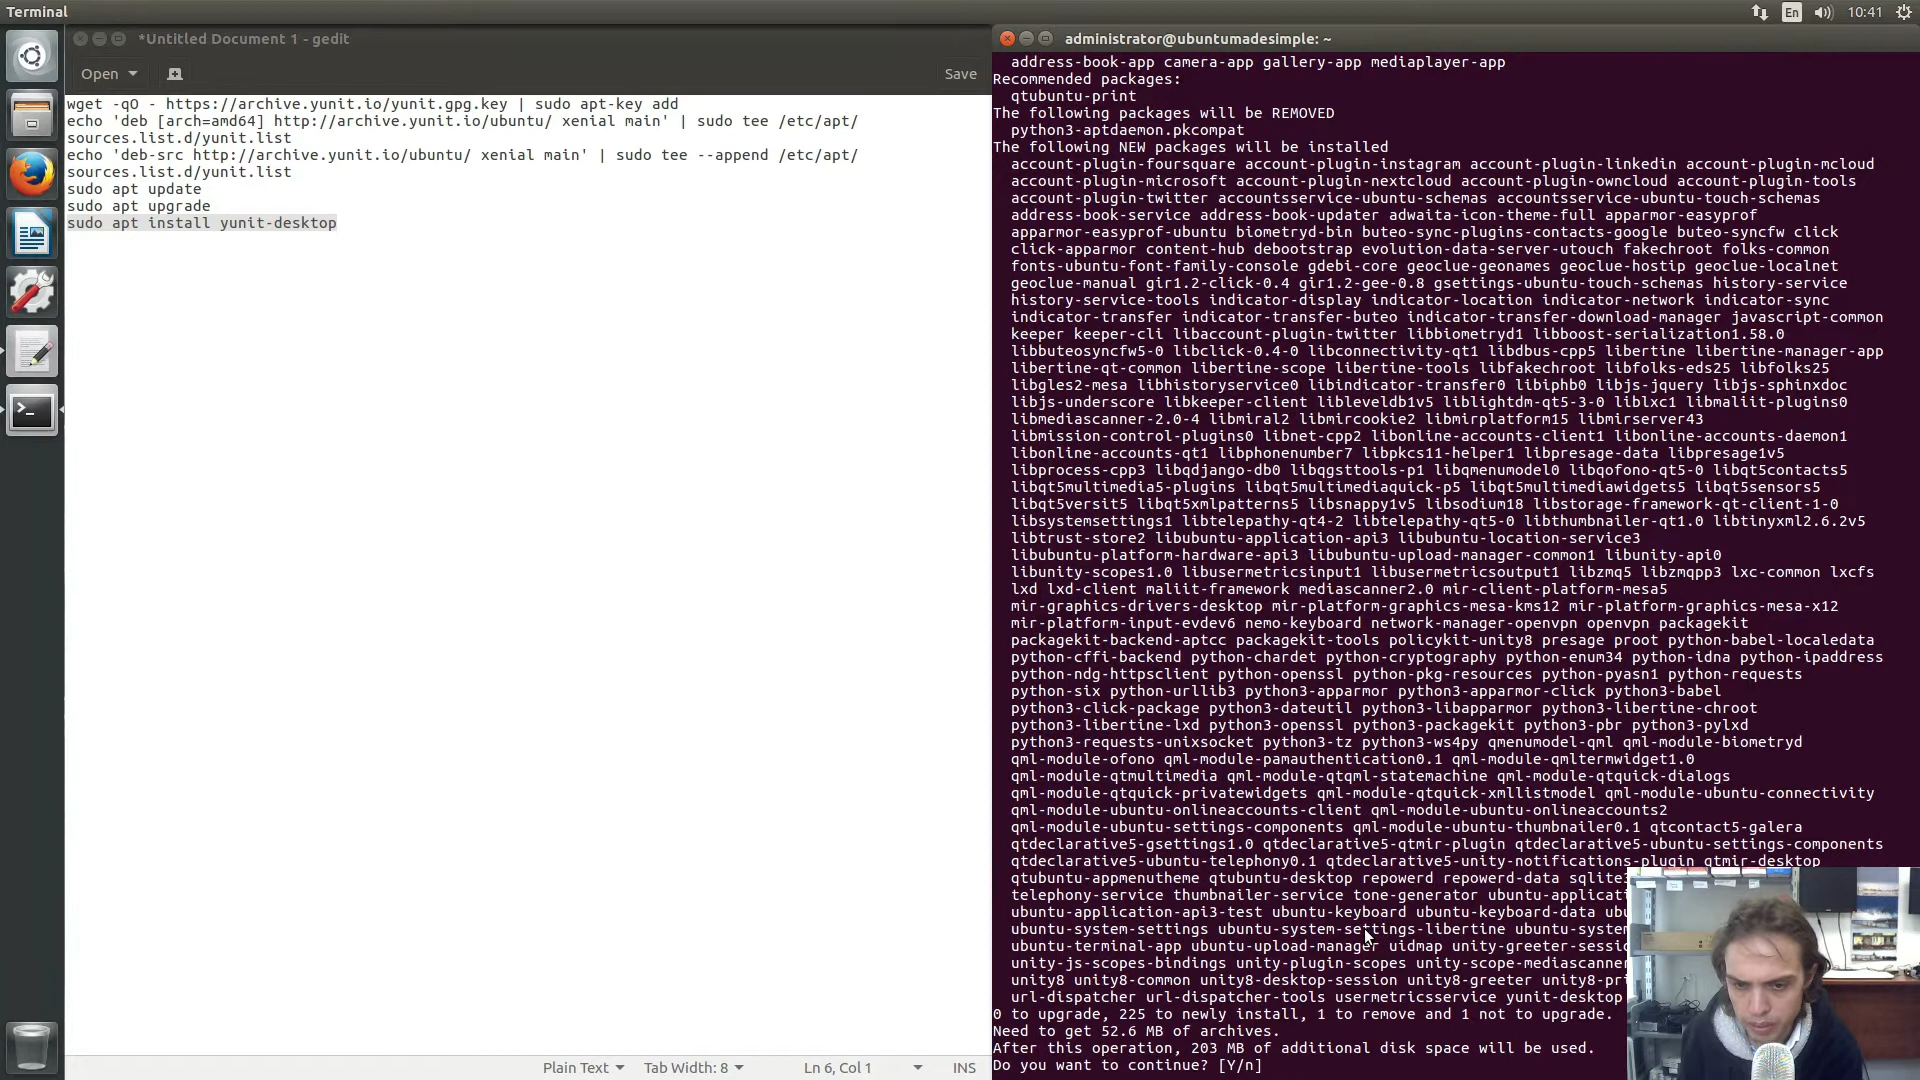 Terminal
En
10:41
*Untitled Document 1 - gedit
Open
Save
wget -qO - https://archive.yunit.io/yunit.gpg.key | sudo apt-key add
echo 'deb [arch=amd64] http://archive.yunit.io/ubuntu/ xenial main' | sudo tee /etc/apt/
sources.list.d/yunit.list
echo 'deb-src http://archive.yunit.io/ubuntu/ xenial main' | sudo tee --append /etc/apt/
sources.list.d/yunit.list
sudo apt update
sudo apt upgrade
sudo apt install yunit-desktop
Plain Text
Tab Width: 8
Ln 6, Col 1
INS
administrator@ubuntumadesimple: ~
address-book-app camera-app gallery-app mediaplayer-app
Recommended packages:
qtubuntu-print
The following packages will be REMOVED
python3-aptdaemon.pkcompat
The following NEW packages will be installed
account-plugin-foursquare account-plugin-instagram account-plugin-linkedin account-plugin-mcloud
account-plugin-microsoft account-plugin-nextcloud account-plugin-owncloud account-plugin-tools
account-plugin-twitter accountsservice-ubuntu-schemas accountsservice-ubuntu-touch-schemas
address-book-service address-book-updater adwaita-icon-theme-full apparmor-easyprof
apparmor-easyprof-ubuntu biometryd-bin buteo-sync-plugins-contacts-google buteo-syncfw click
click-apparmor content-hub debootstrap evolution-data-server-utouch fakechroot folks-common
fonts-ubuntu-font-family-console gdebi-core geoclue-geonames geoclue-hostip geoclue-localnet
geoclue-manual gir1.2-click-0.4 gir1.2-gee-0.8 gsettings-ubuntu-touch-schemas history-service
history-service-tools indicator-display indicator-location indicator-network indicator-sync
indicator-transfer indicator-transfer-buteo indicator-transfer-download-manager javascript-common
keeper keeper-cli libaccount-plugin-twitter libbiometryd1 libboost-serialization1.58.0
libbuteosyncfw5-0 libclick-0.4-0 libconnectivity-qt1 libdbus-cpp5 libertine libertine-manager-app
libertine-qt-common libertine-scope libertine-tools libfakechroot libfolks-eds25 libfolks25
libgles2-mesa libhistoryservice0 libindicator-transfer0 libiphb0 libjs-jquery libjs-sphinxdoc
libjs-underscore libkeeper-client libleveldb1v5 liblightdm-qt5-3-0 liblxc1 libmaliit-plugins0
libmediascanner-2.0-4 libmiral2 libmircookie2 libmirplatform15 libmirserver43
libmission-control-plugins0 libnet-cpp2 libonline-accounts-client1 libonline-accounts-daemon1
libonline-accounts-qt1 libphonenumber7 libpkcs11-helper1 libpresage-data libpresage1v5
libprocess-cpp3 libqdjango-db0 libqgsttools-p1 libqmenumodel0 libqofono-qt5-0 libqt5contacts5
libqt5multimedia5-plugins libqt5multimediaquick-p5 libqt5multimediawidgets5 libqt5sensors5
libqt5versit5 libqt5xmlpatterns5 libsnappy1v5 libsodium18 libstorage-framework-qt-client-1-0
libsystemsettings1 libtelepathy-qt4-2 libtelepathy-qt5-0 libthumbnailer-qt1.0 libtinyxml2.6.2v5
libtrust-store2 libubuntu-application-api3 libubuntu-location-service3
libubuntu-platform-hardware-api3 libubuntu-upload-manager-common1 libunity-api0
libunity-scopes1.0 libusermetricsinput1 libusermetricsoutput1 libzmq5 libzmqpp3 lxc-common lxcfs
lxd lxd-client maliit-framework mediascanner2.0 mir-client-platform-mesa5
mir-graphics-drivers-desktop mir-platform-graphics-mesa-kms12 mir-platform-graphics-mesa-x12
mir-platform-input-evdev6 nemo-keyboard network-manager-openvpn openvpn packagekit
packagekit-backend-aptcc packagekit-tools policykit-unity8 presage proot python-babel-localedata
python-cffi-backend python-chardet python-cryptography python-enum34 python-idna python-ipaddress
python-ndg-httpsclient python-openssl python-pkg-resources python-pyasn1 python-requests
python-six python-urllib3 python3-apparmor python3-apparmor-click python3-babel
python3-click-package python3-dateutil python3-libapparmor python3-libertine-chroot
python3-libertine-lxd python3-openssl python3-packagekit python3-pbr python3-pylxd
python3-requests-unixsocket python3-tz python3-ws4py qmenumodel-qml qml-module-biometryd
qml-module-ofono qml-module-pamauthentication0.1 qml-module-qmltermwidget1.0
qml-module-qtmultimedia qml-module-qtqml-statemachine qml-module-qtquick-dialogs
qml-module-qtquick-privatewidgets qml-module-qtquick-xmllistmodel qml-module-ubuntu-connectivity
qml-module-ubuntu-onlineaccounts-client qml-module-ubuntu-onlineaccounts2
qml-module-ubuntu-settings-components qml-module-ubuntu-thumbnailer0.1 qtcontact5-galera
qtdeclarative5-gsettings1.0 qtdeclarative5-qtmir-plugin qtdeclarative5-ubuntu-settings-components
qtdeclarative5-ubuntu-telephony0.1 qtdeclarative5-unity-notifications-plugin qtmir-desktop
qtubuntu-appmenutheme qtubuntu-desktop repowerd repowerd-data
telephony-service thumbnailer-service tone-generator
ubuntu-application-api3-test ubuntu-keyboard ubuntu-keyboard-data
ubuntu-system-settings ubuntu-system-settings-libertine
ubuntu-terminal-app ubuntu-upload-manager uidmap
unity-js-scopes-bindings unity-plugin-scopes
unity8 unity8-common unity8-desktop-session unity8-greeter
url-dispatcher url-dispatcher-tools usermetricsservice yunit-desktop
0 to upgrade, 225 to newly install, 1 to remove and 1 not to upgrade.
Need to get 52.6 MB of archives.
After this operation, 203 MB of additional disk space will be used.
Do you want to continue? [Y/n]